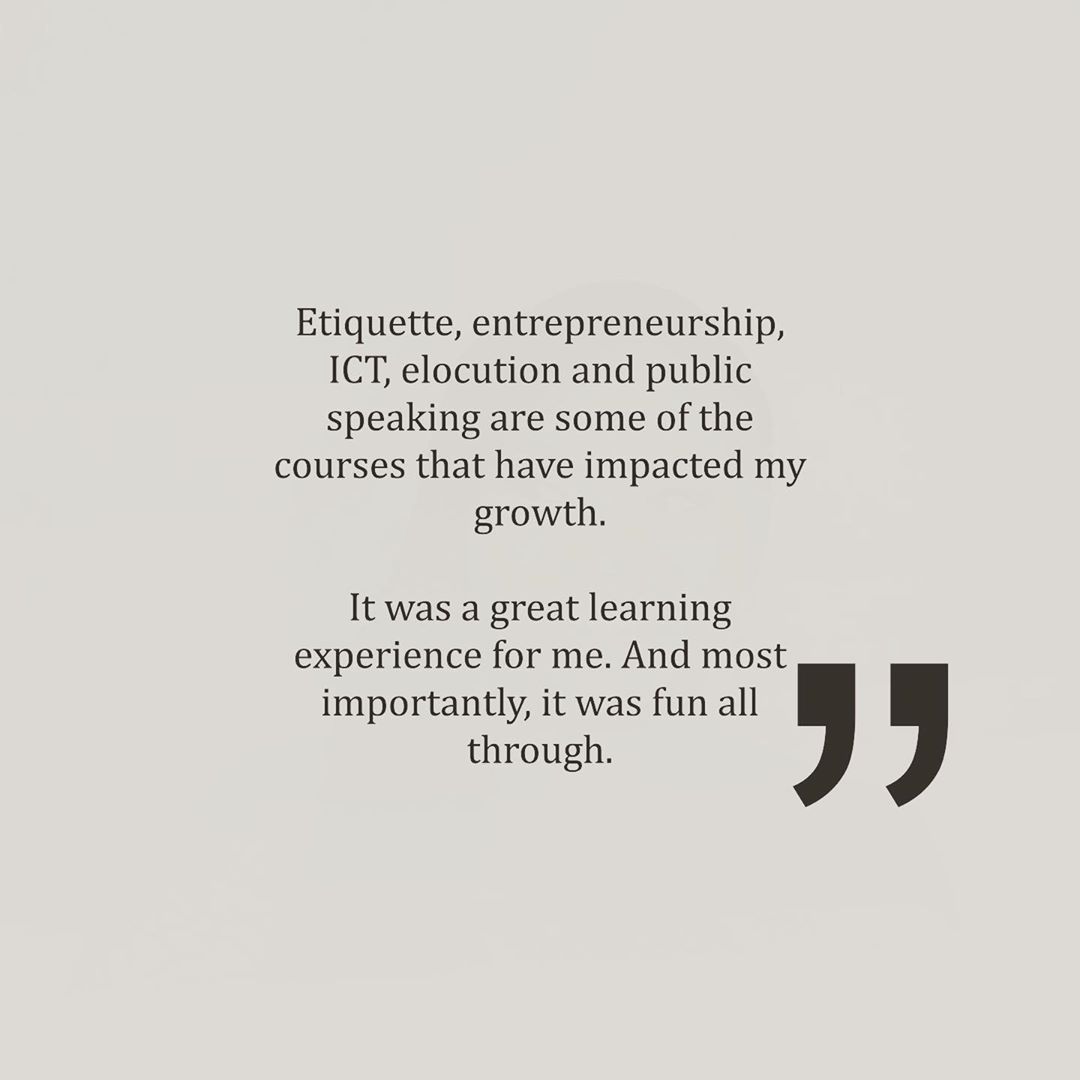 Etiquette, entrepreneurship,
ICT, elocution and public
speaking are some of the
courses that have impacted my
growth.
It was a great learning
experience for me. And most
importantly, it was fun all
through.
”